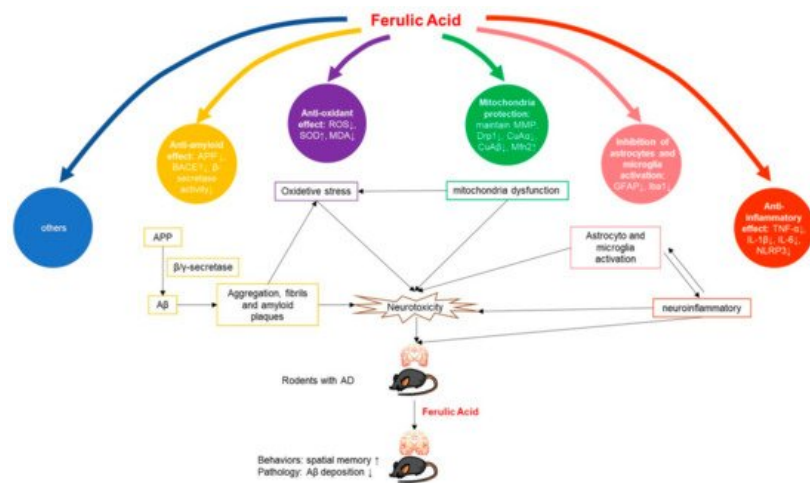 Ferulic Acid
others
Anti-amyloid
effect: APP↓,
BACE1↓ β-
secretase
activity↓
Anti-oxidant
effect: ROS↓,
SOD↑, MDA↓
Mitochondria
protection:
maintain MMP,
Drp1↓, CuAα↓,
CuAβ↓, Mfn2↑
Inhibition of
astrocytes and
microglia
activation:
GFAP↓, Iba1↓
Anti-
inflammatory
effect: TNF-α↓,
IL-1β↓, IL-6↓,
NLRP3↓
Oxidetive stress
mitochondria dysfunction
APP
β/γ-secretase
Aβ
Aggregation, fibrils
and amyloid
plaques
Neurotoxicity
Astrocyto and
microglia
activation
neuroinflammatory
Rodents with AD
Ferulic Acid
Behaviors: spatial memory ↑
Pathology: Aβ deposition ↓